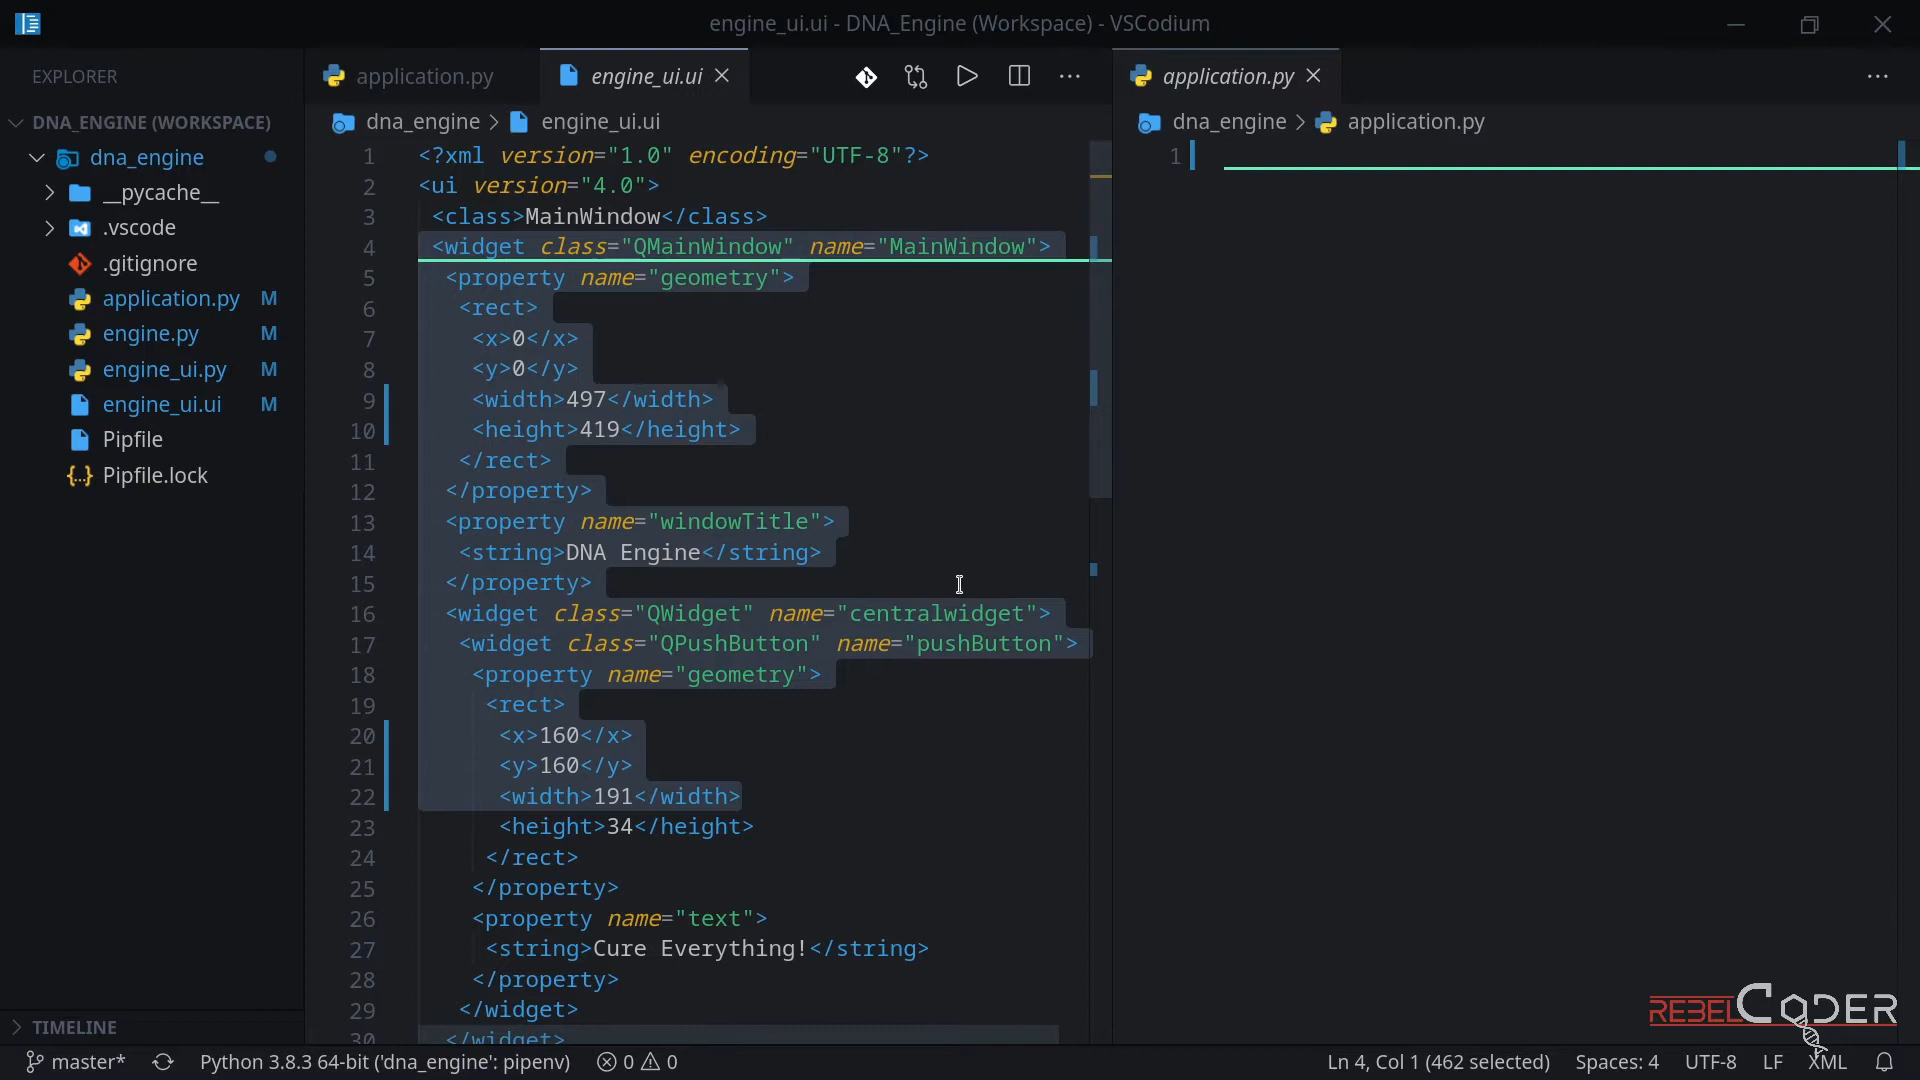 engine_ui.ui - DNA_Engine (Workspace) - VSCodium
EXPLORER
DNA_ENGINE (WORKSPACE)
dna_engine
__pycache__
.vscode
.gitignore
application.py M
engine.py M
engine_ui.py M
engine_ui.ui M
Pipfile
{...} Pipfile.lock
TIMELINE
application.py
engine_ui.ui
dna_engine > engine_ui.ui
1 <?xml version="1.0" encoding="UTF-8"?>
2 <ui version="4.0">
3 <class>MainWindow</class>
4 <widget class="QMainWindow" name="MainWindow">
5 <property name="geometry">
6 <rect>
7 <x>0</x>
8 <y>0</y>
9 <width>497</width>
10 <height>419</height>
11 </rect>
12 </property>
13 <property name="windowTitle">
14 <string>DNA Engine</string>
15 </property>
16 <widget class="QWidget" name="centralwidget">
17 <widget class="QPushButton" name="pushButton">
18 <property name="geometry">
19 <rect>
20 <x>160</x>
21 <y>160</y>
22 <width>191</width>
23 <height>34</height>
24 </rect>
25 </property>
26 <property name="text">
27 <string>Cure Everything!</string>
28 </property>
29 </widget>
30 </widget>
application.py
dna_engine > application.py
1
REBELCODER
master*
Python 3.8.3 64-bit ('dna_engine': pipenv)
0 0
Ln 4, Col 1 (462 selected)
Spaces: 4
UTF-8
LF
XML